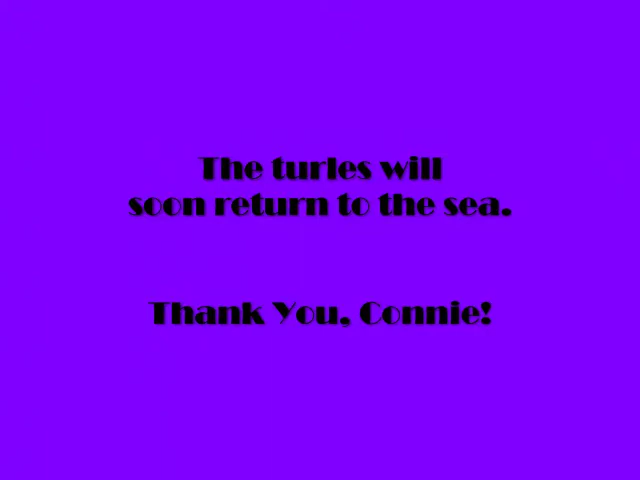 The turles will
soon return to the sea.
Thank You, Connie!